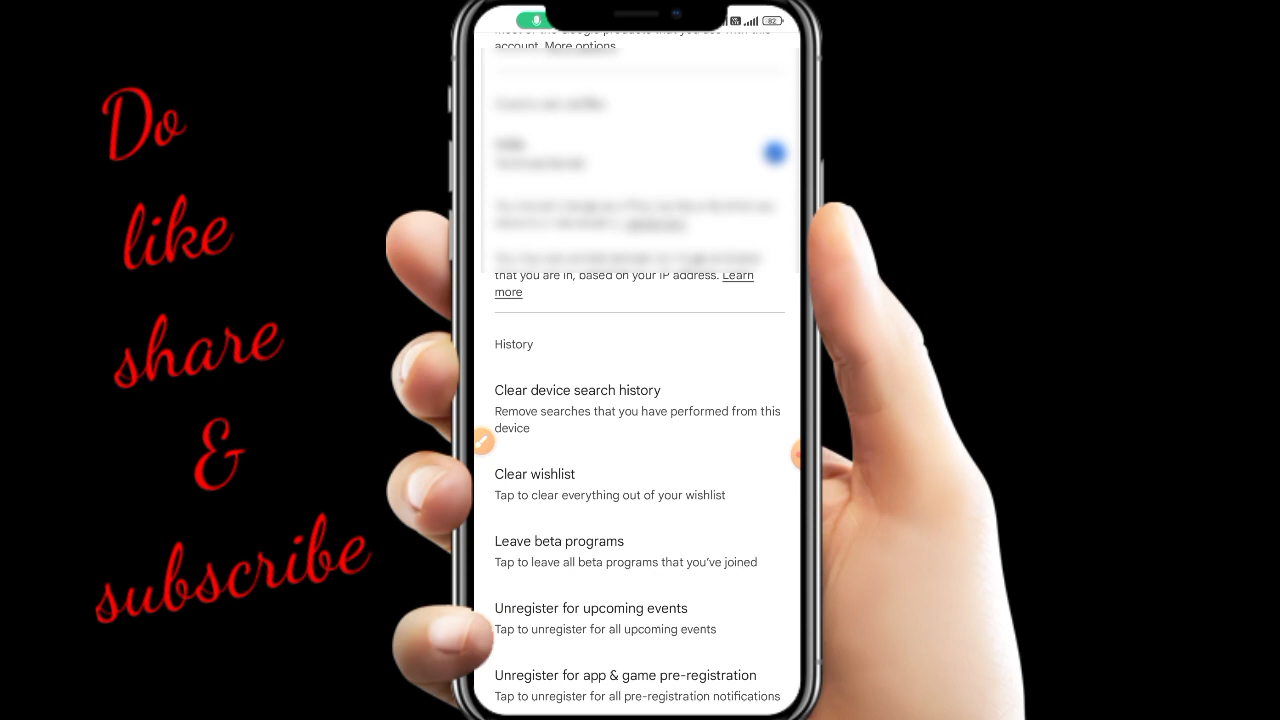 Do
like
share
&
subscribe
82
account. More options
that you are in, based on your IP address. Learn
more
History
Clear device search history
Remove searches that you have performed from this
device
Clear wishlist
Tap to clear everything out of your wishlist
Leave beta programs
Tap to leave all beta programs that you've joined
Unregister for upcoming events
Tap to unregister for all upcoming events
Unregister for app & game pre-registration
Tap to unregister for all pre-registration notifications